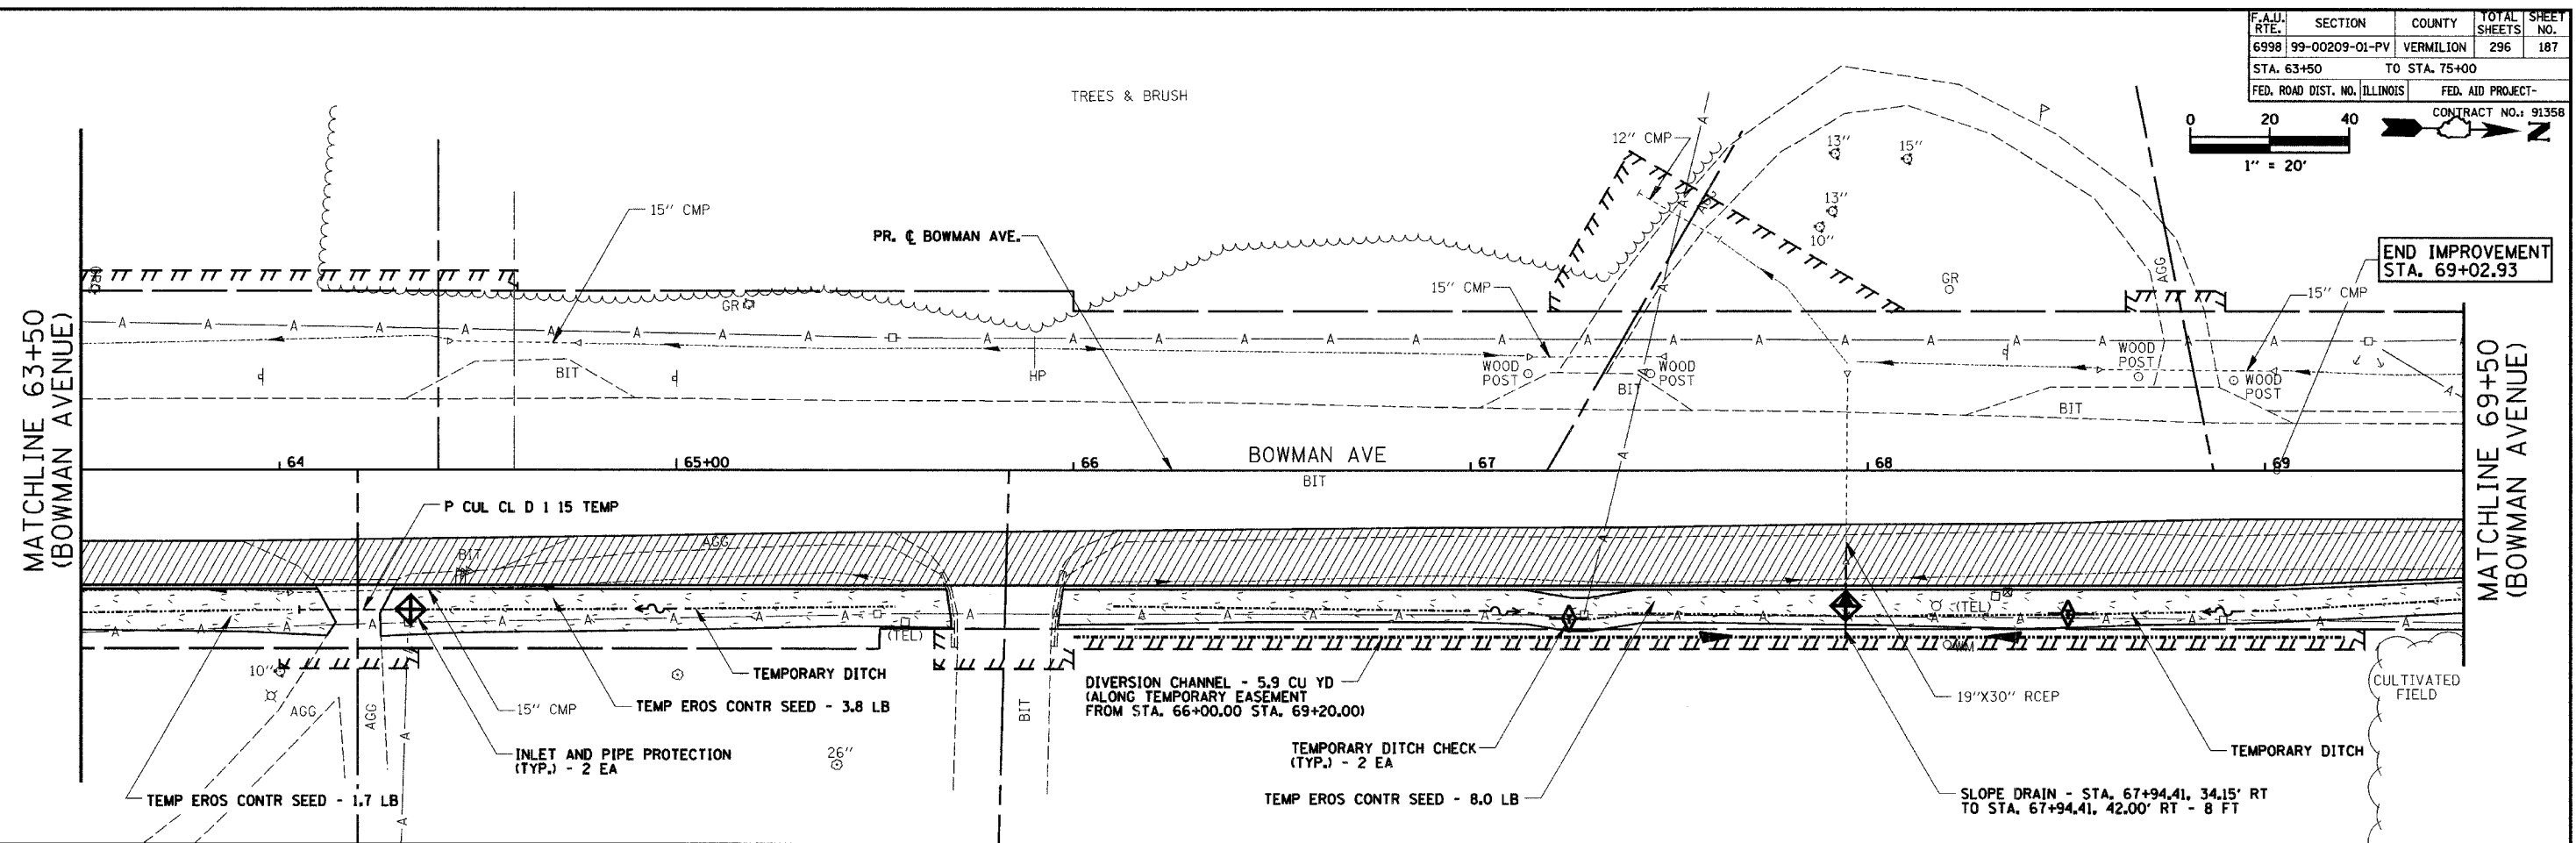 F.A.U. RTE. SECTION COUNTY TOTAL SHEETS SHEET NO.
6998 99-00209-01-PV VERMILION 296 187
STA. 63+50 TO STA. 75+00
FED. ROAD DIST. NO. ILLINOIS FED. AID PROJECT-
CONTRACT NO.: 91358
0 20 40
1" = 20'
N
TREES & BRUSH
12" CMP
13"
15"
13"
10"
15" CMP
PR. ℄ BOWMAN AVE.
AGG
GR
AGG
END IMPROVEMENT
STA. 69+02.93
GR
15" CMP
15" CMP
A A A A A A A A A A A A A A A A A A A A A A A A A A
HP
BIT
WOOD POST
WOOD POST
BIT
WOOD POST
WOOD POST
BIT
P
MATCHLINE 63+50
(BOWMAN AVENUE)
MATCHLINE 69+50
(BOWMAN AVENUE)
64 65+00 66 67 68 69
BOWMAN AVE
BIT
P CUL CL D 1 15 TEMP
BIT
AGG
(TEL)
(TEL)
WM
10"
AGG
AGG
15" CMP
TEMPORARY DITCH
TEMP EROS CONTR SEED - 3.8 LB
INLET AND PIPE PROTECTION
(TYP.) - 2 EA
26"
TEMP EROS CONTR SEED - 1.7 LB
BIT
DIVERSION CHANNEL - 5.9 CU YD
(ALONG TEMPORARY EASEMENT
FROM STA. 66+00.00 STA. 69+20.00)
TEMPORARY DITCH CHECK
(TYP.) - 2 EA
TEMP EROS CONTR SEED - 8.0 LB
19"X30" RCEP
CULTIVATED
FIELD
TEMPORARY DITCH
SLOPE DRAIN - STA. 67+94.41, 34.15' RT
TO STA. 67+94.41, 42.00' RT - 8 FT